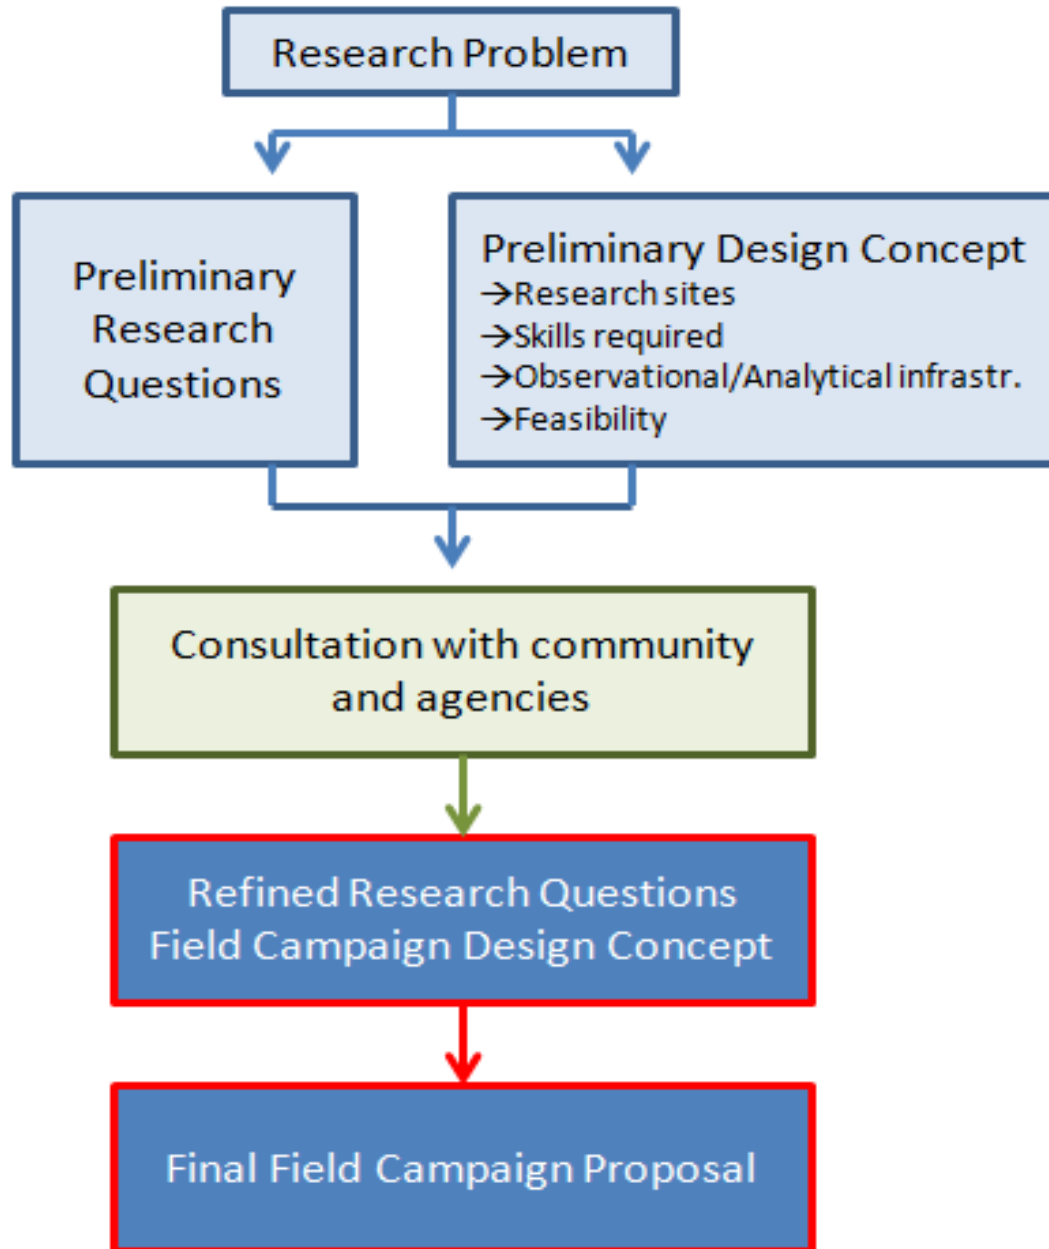 Research Problem
Preliminary
Research
Questions
Preliminary Design Concept
→Research sites
→Skills required
→Observational/Analytical infrastr.
→Feasibility
Consultation with community
and agencies
Refined Research Questions
Field Campaign Design Concept
Final Field Campaign Proposal